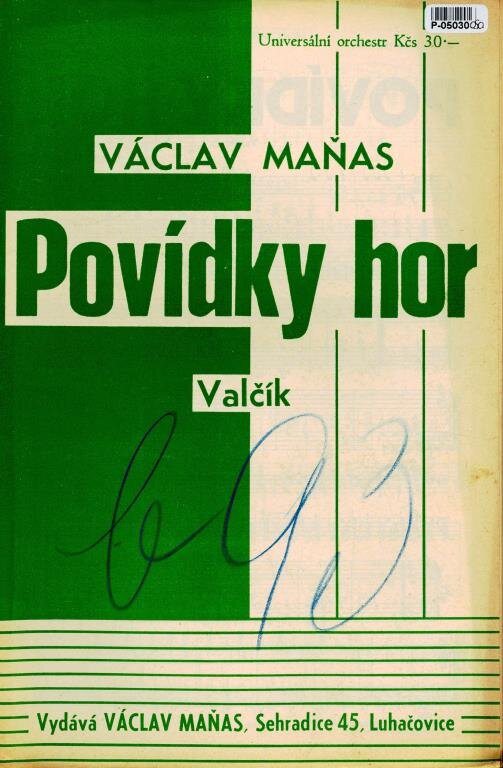 P-05030
Universální orchestr Kčs 30·—
VÁCLAV MAŇAS
Povídky hor
Valčík
Vydává VÁCLAV MAŇAS, Sehradice 45, Luhačovice